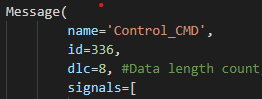 Message(
name='Control_CMD',
id=336,
dlc=8, #Data length count
signals=[